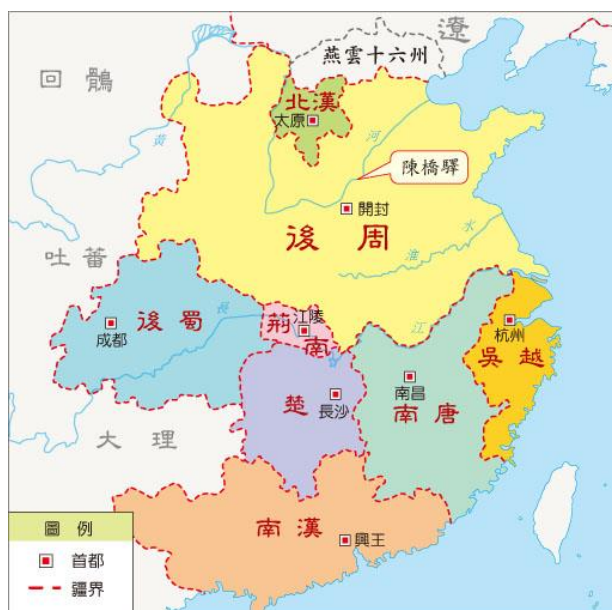 遼
燕雲十六州
回鶻
北漢
太原
黃
河
陳橋驛
開封
後周
淮
水
吐蕃
後蜀
成都
長
江
荆南
江陵
杭州
吳越
南昌
南唐
楚
長沙
大理
南漢
興王
圖例
首都
疆界